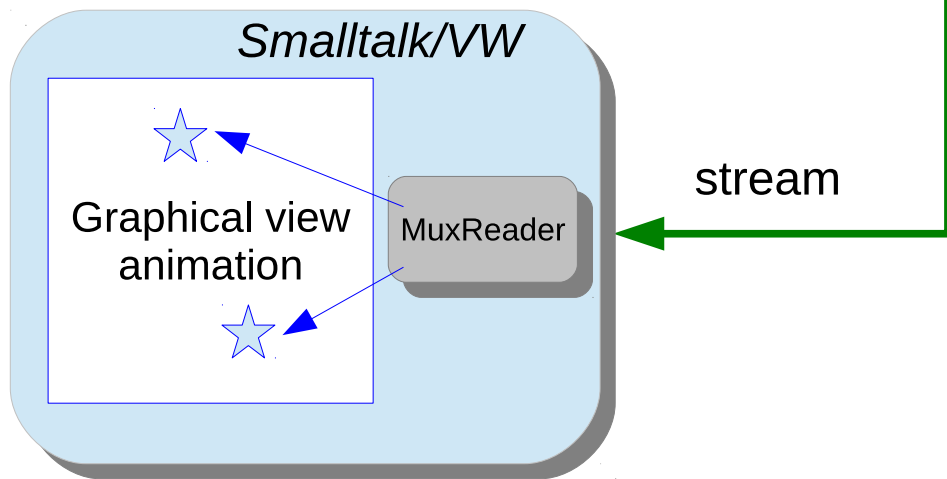 Smalltalk/VW
stream
Graphical view
animation
MuxReader